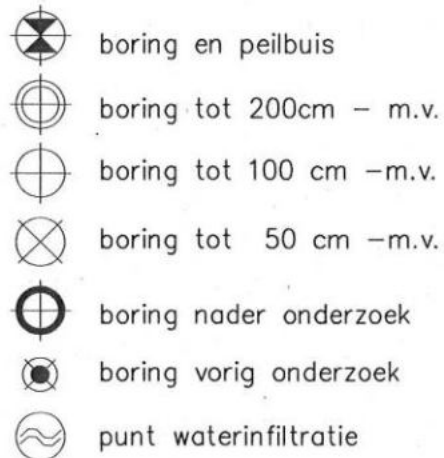 boring en peilbuis
boring tot 200cm – m.v.
boring tot 100 cm –m.v.
boring tot 50 cm –m.v.
boring nader onderzoek
boring vorig onderzoek
punt waterinfiltratie